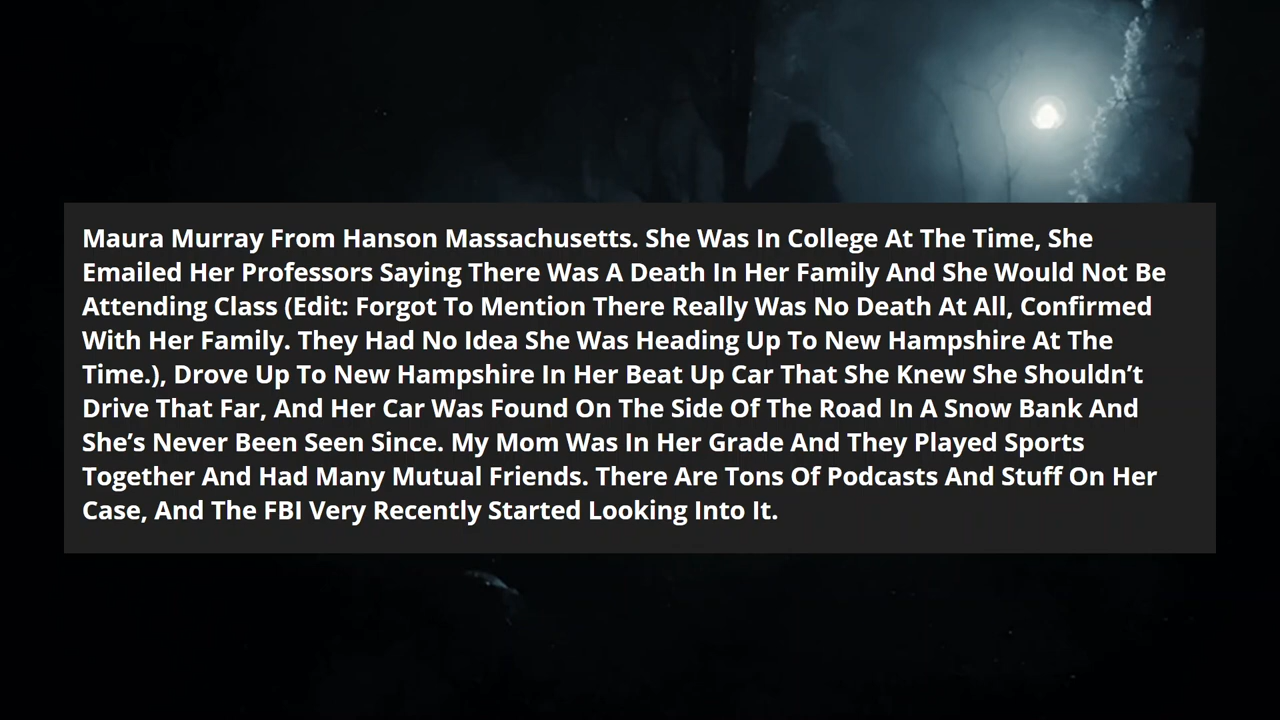 Maura Murray From Hanson Massachusetts. She Was In College At The Time, She
Emailed Her Professors Saying There Was A Death In Her Family And She Would Not Be
Attending Class (Edit: Forgot To Mention There Really Was No Death At All, Confirmed
With Her Family. They Had No Idea She Was Heading Up To New Hampshire At The
Time.), Drove Up To New Hampshire In Her Beat Up Car That She Knew She Shouldn’t
Drive That Far, And Her Car Was Found On The Side Of The Road In A Snow Bank And
She’s Never Been Seen Since. My Mom Was In Her Grade And They Played Sports
Together And Had Many Mutual Friends. There Are Tons Of Podcasts And Stuff On Her
Case, And The FBI Very Recently Started Looking Into It.